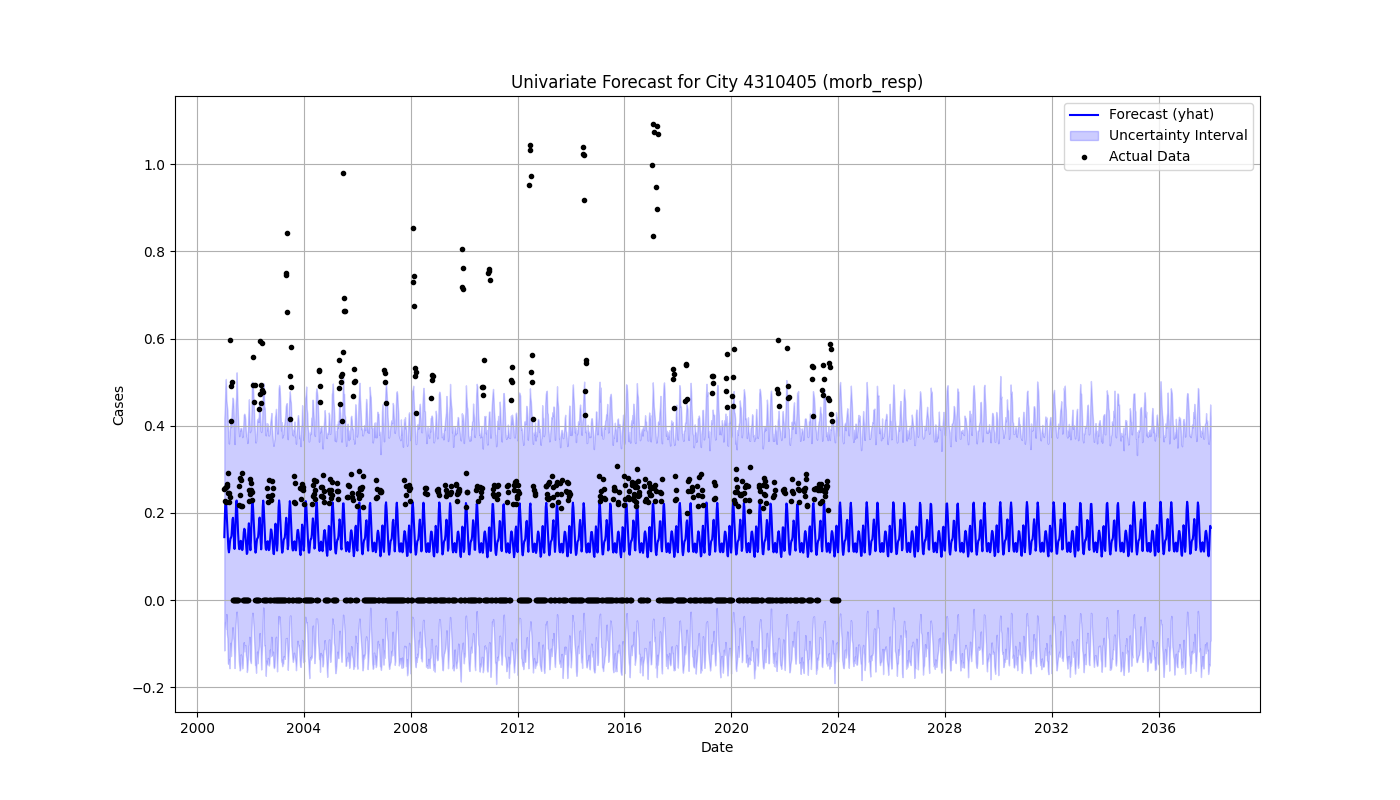 Univariate Forecast for City 4310405 (morb_resp)
Forecast (yhat)
Uncertainty Interval
Actual Data
Cases
1.0
0.8
0.6
0.4
0.2
0.0
−0.2
2000 2004 2008 2012 2016 2020 2024 2028 2032 2036
Date